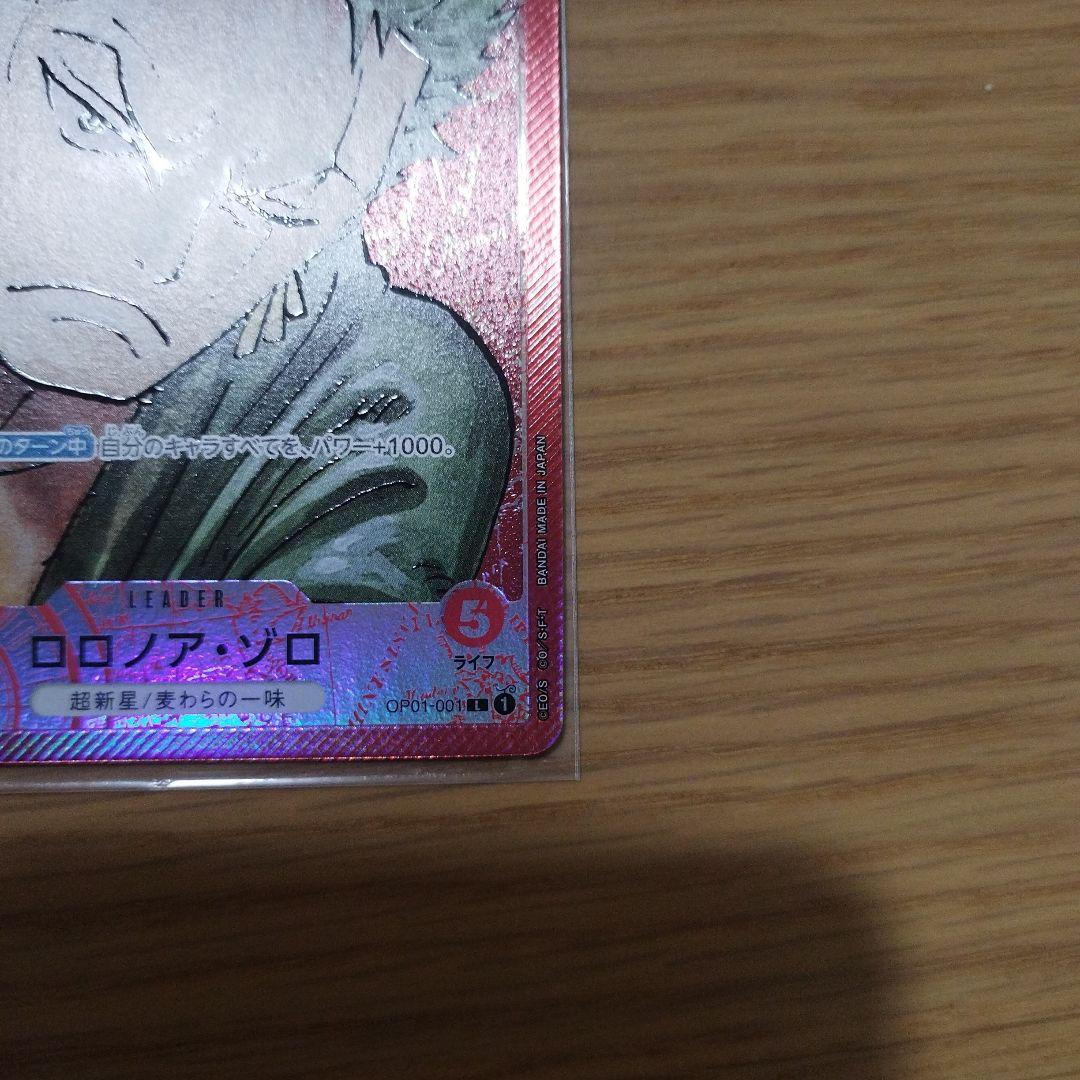 のターン中 自分のキャラすべてを、パワー+1000。
LEADER
ロロノア・ゾロ
超新星/麦わらの一味
5
ライフ
OP01-001 L 1
©EO/S ©O/S・F・T BANDAI MADE IN JAPAN